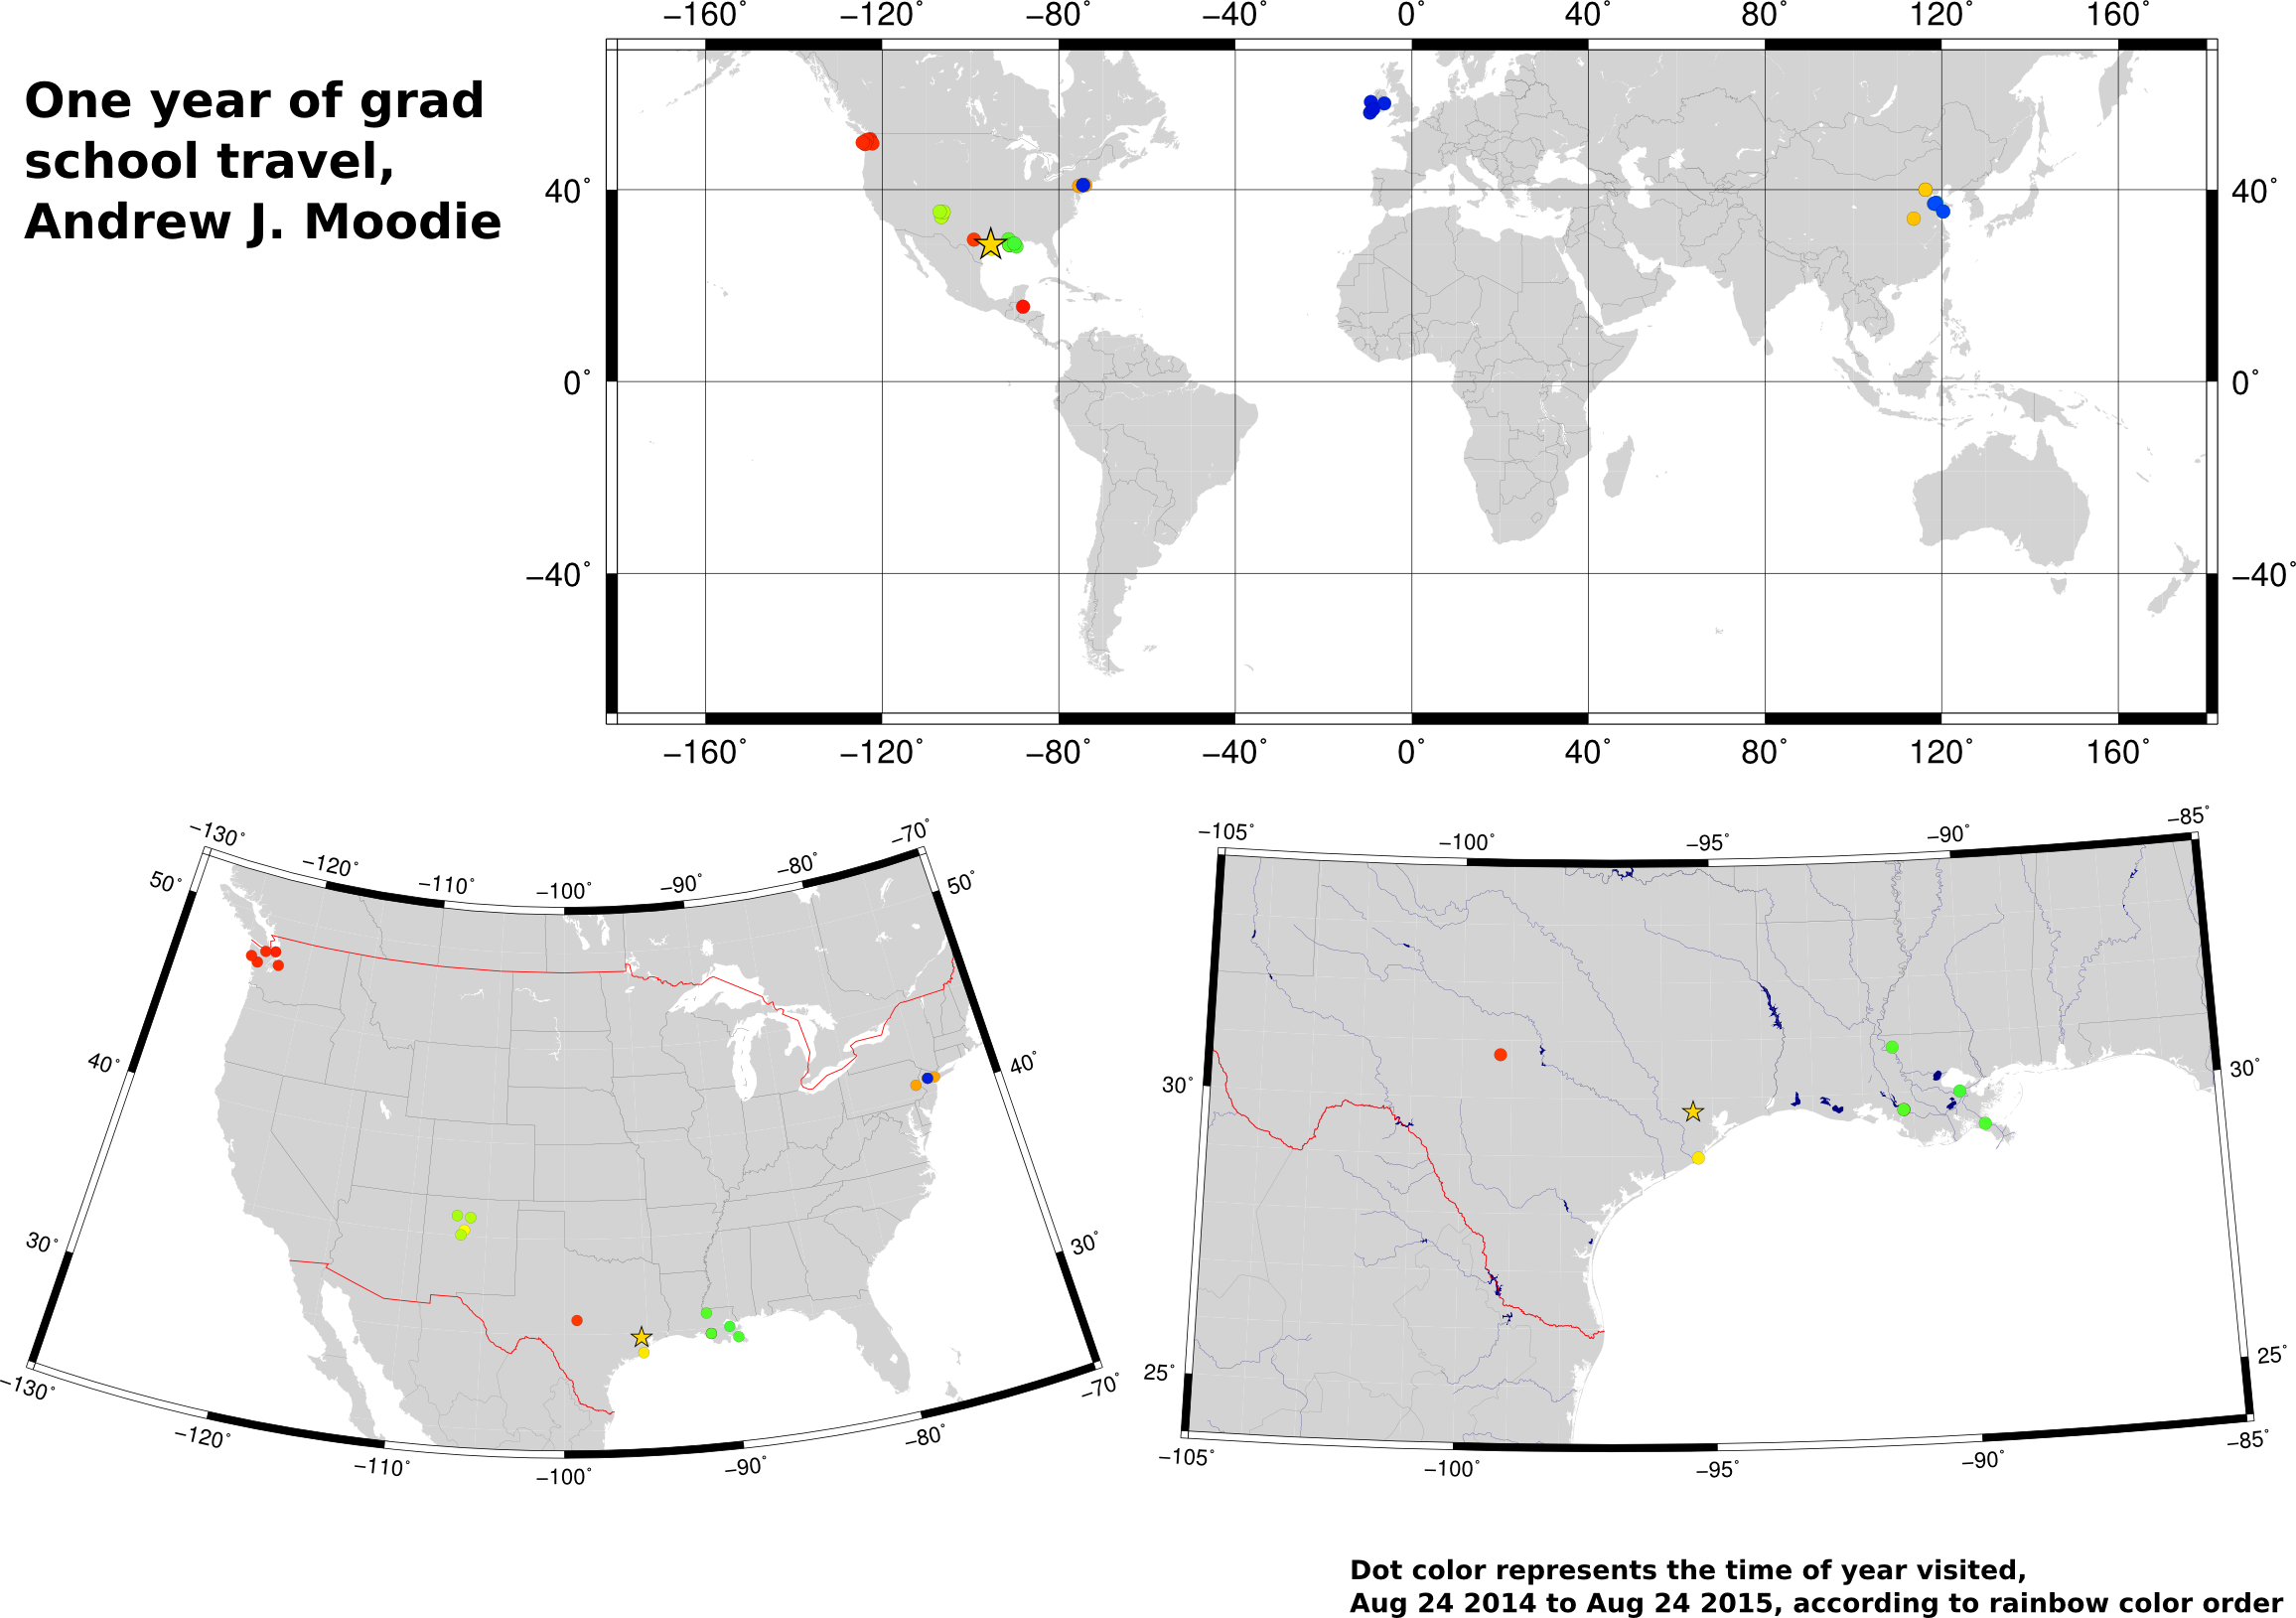 −160° −120° −80° −40° 0° 40° 80° 120° 160°
One year of grad
school travel,
Andrew J. Moodie
40° 40°
0° 0°
−40° −40°
−160° −120° −80° −40° 0° 40° 80° 120° 160°
−130° −120° −110° −100° −90° −80° −70°
50° 50°
40° 40°
30° 30°
−130° −120° −110° −100° −90° −80° −70°
−105° −100° −95° −90° −85°
30° 30°
25° 25°
−105° −100° −95° −90° −85°
Dot color represents the time of year visited,
Aug 24 2014 to Aug 24 2015, according to rainbow color order